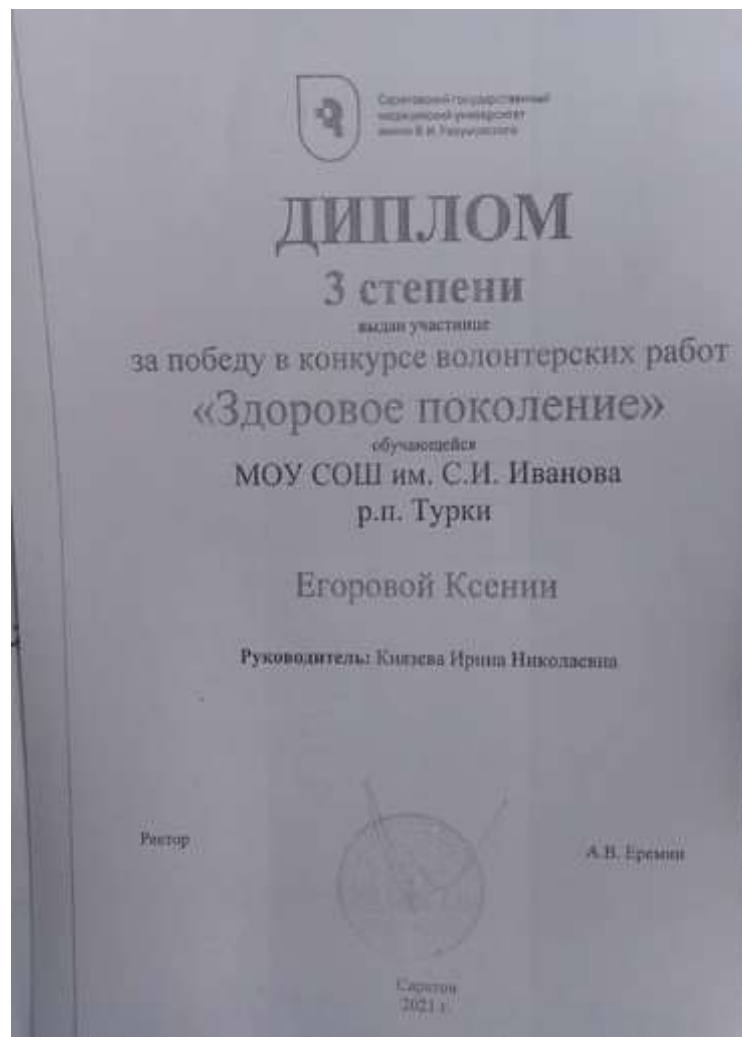 Саратовский государственный
медицинский университет
имени В. И. Разумовского
ДИПЛОМ
3 степени
выдан участнице
за победу в конкурсе волонтерских работ
«Здоровое поколение»
обучающейся
МОУ СОШ им. С.И. Иванова
р.п. Турки
Егоровой Ксении
Руководитель: Князева Ирина Николаевна
Ректор
А.В. Еремин
Саратов
2021 г.